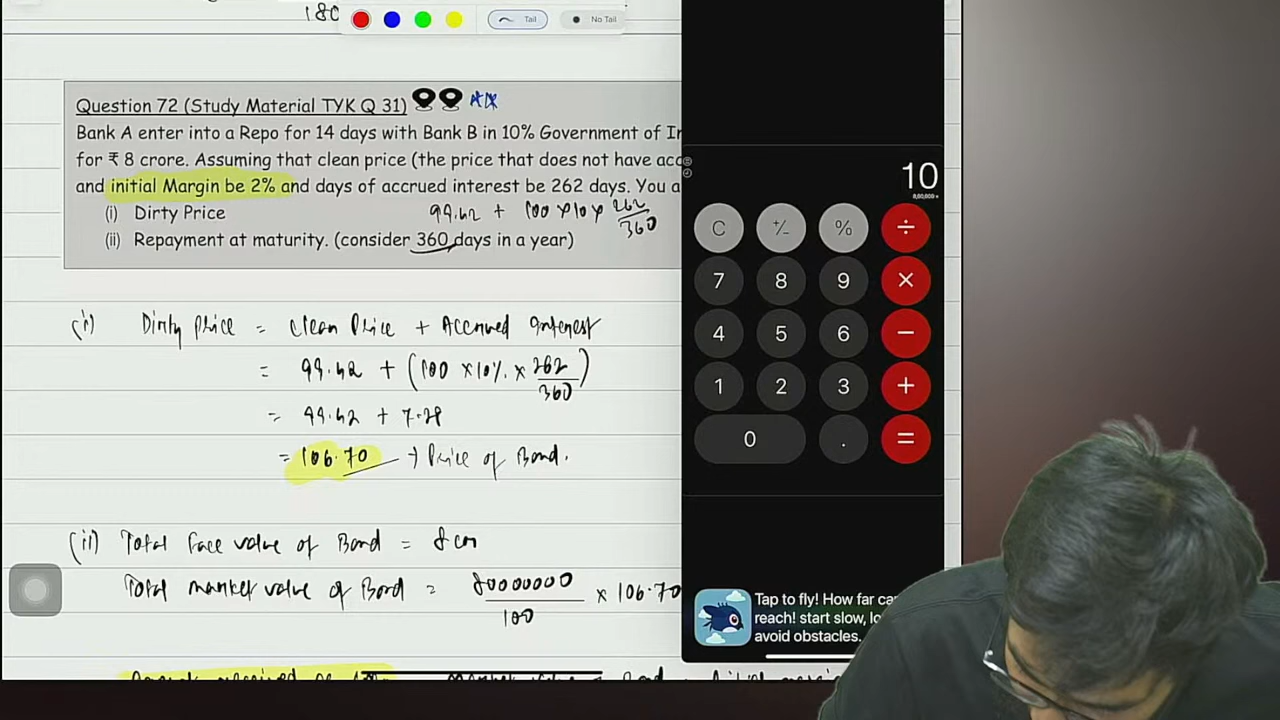 180
Tail
No Tail
Question 72 (Study Material TYK Q 31)
Bank A enter into a Repo for 14 days with Bank B in 10% Government of
for ₹ 8 crore. Assuming that clean price (the price that does not have
and initial Margin be 2% and days of accrued interest be 262 days. You
(i) Dirty Price
99.42 + 100 × 10 × 262/360
(ii) Repayment at maturity. (consider 360 days in a year)
(i) Dirty Price = Clean Price + Accrued Interest
= 99.42 + (100 × 10% × 262/360)
= 99.42 + 7.28
= 106.70 → Price of Bond.
(ii) Total Face value of Bond = 8 cr
Total market value of Bond = 80000000/100 × 106.70
10
C +/- % ÷
7 8 9 ×
4 5 6 −
1 2 3 +
0 . =
Tap to fly! How far
reach! start slow,
avoid obstacles.